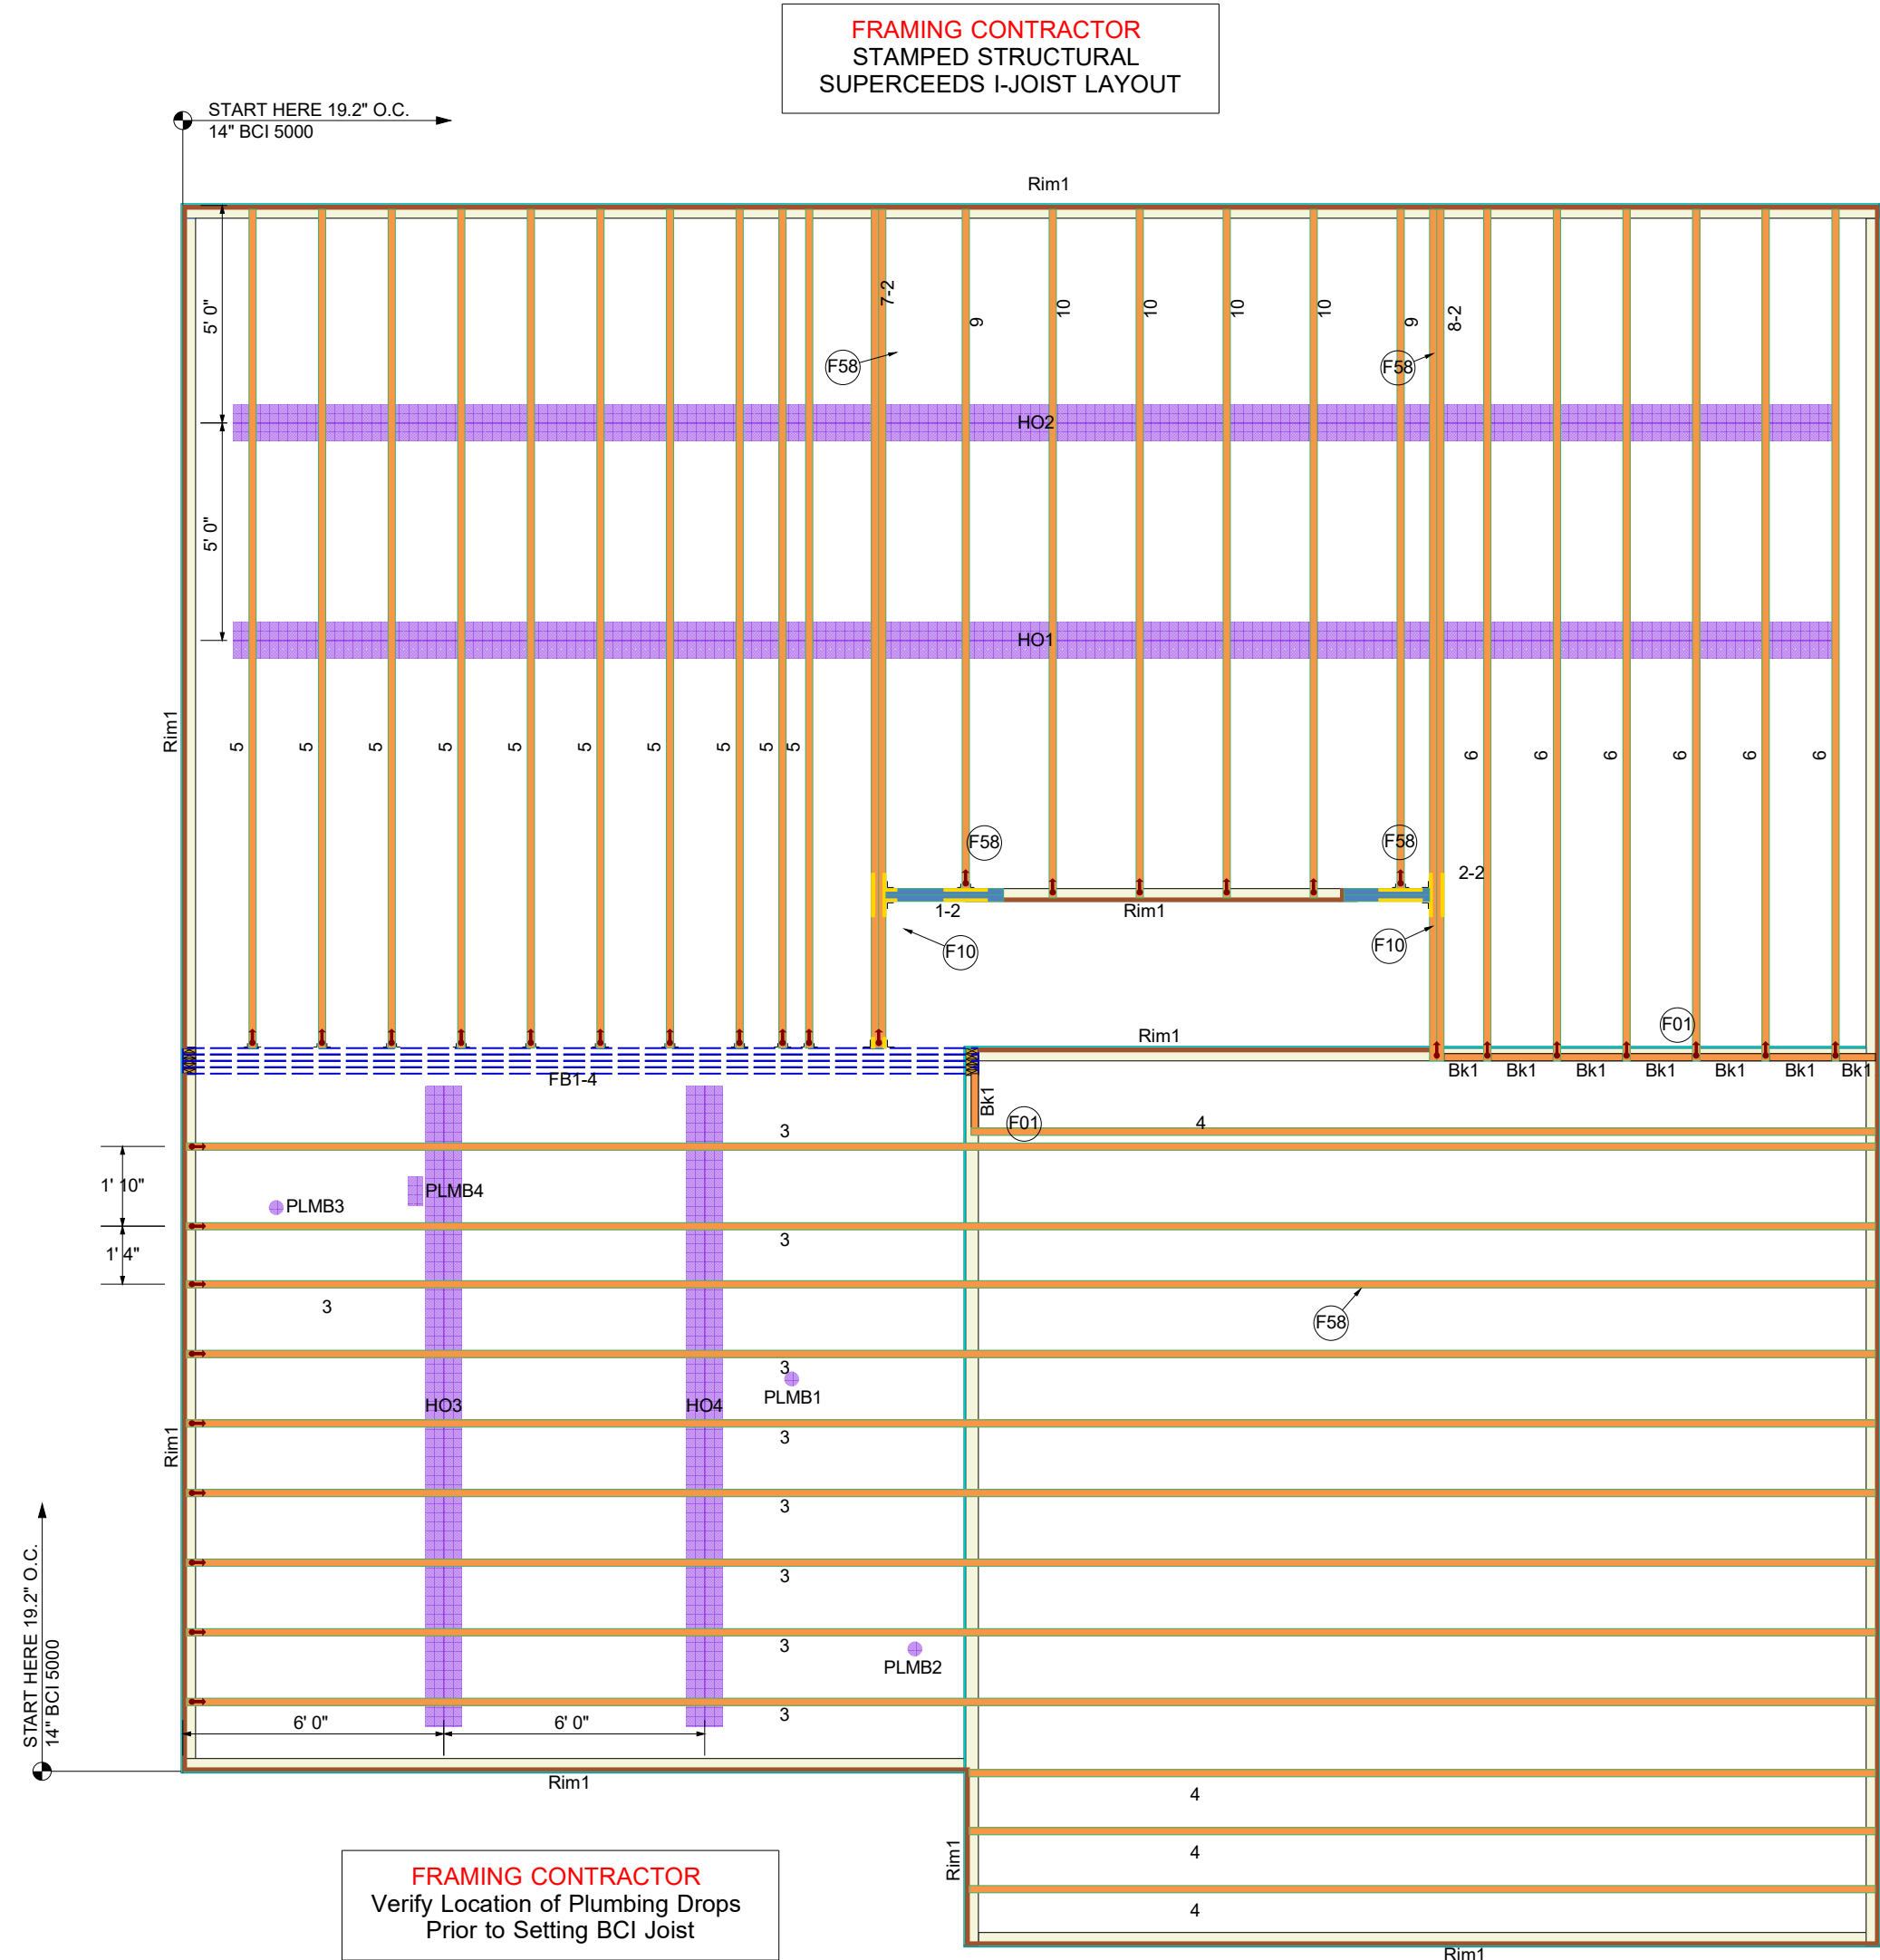 FRAMING CONTRACTOR
STAMPED STRUCTURAL
SUPERCEEDS I-JOIST LAYOUT
START HERE 19.2" O.C.
14" BCI 5000
Rim1
5' 0"
7-2
9
10
10
10
10
9
8-2
F58
F58
HO2
5' 0"
HO1
Rim1
5
5
5
5
5
5
5
5
5
5
6
6
6
6
6
6
F58
F58
2-2
1-2
Rim1
F10
F10
F01
Rim1
Bk1
Bk1
Bk1
Bk1
Bk1
Bk1
Bk1
FB1-4
Bk1
F01
4
3
1' 10"
PLMB4
PLMB3
3
1' 4"
3
F58
3
PLMB1
HO3
HO4
3
Rim1
3
3
START HERE 19.2" O.C.
14" BCI 5000
3
PLMB2
3
6' 0"
6' 0"
Rim1
4
4
Rim1
4
FRAMING CONTRACTOR
Verify Location of Plumbing Drops
Prior to Setting BCI Joist
Rim1